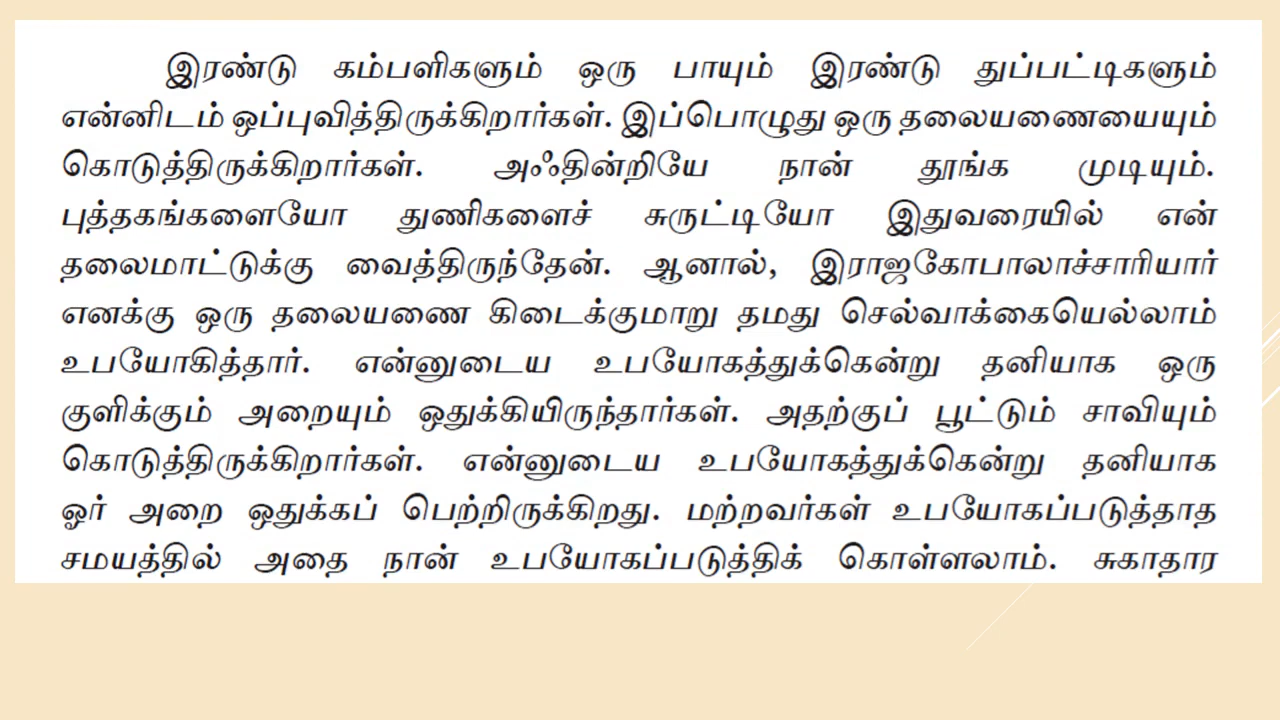 இரண்டு கம்பளிகளும் ஒரு பாயும் இரண்டு துப்பட்டிகளும்
என்னிடம் ஒப்புவித்திருக்கிறார்கள். இப்பொழுது ஒரு தலையணையையும்
கொடுத்திருக்கிறார்கள். அஃதின்றியே நான் தூங்க முடியும்.
புத்தகங்களையோ துணிகளைச் சுருட்டியோ இதுவரையில் என்
தலைமாட்டுக்கு வைத்திருந்தேன். ஆனால், இராஜகோபாலாச்சாரியார்
எனக்கு ஒரு தலையணை கிடைக்குமாறு தமது செல்வாக்கையெல்லாம்
உபயோகித்தார். என்னுடைய உபயோகத்துக்கென்று தனியாக ஒரு
குளிக்கும் அறையும் ஒதுக்கியிருந்தார்கள். அதற்குப் பூட்டும் சாவியும்
கொடுத்திருக்கிறார்கள். என்னுடைய உபயோகத்துக்கென்று தனியாக
ஓர் அறை ஒதுக்கப் பெற்றிருக்கிறது. மற்றவர்கள் உபயோகப்படுத்தாத
சமயத்தில் அதை நான் உபயோகப்படுத்திக் கொள்ளலாம். சுகாதார